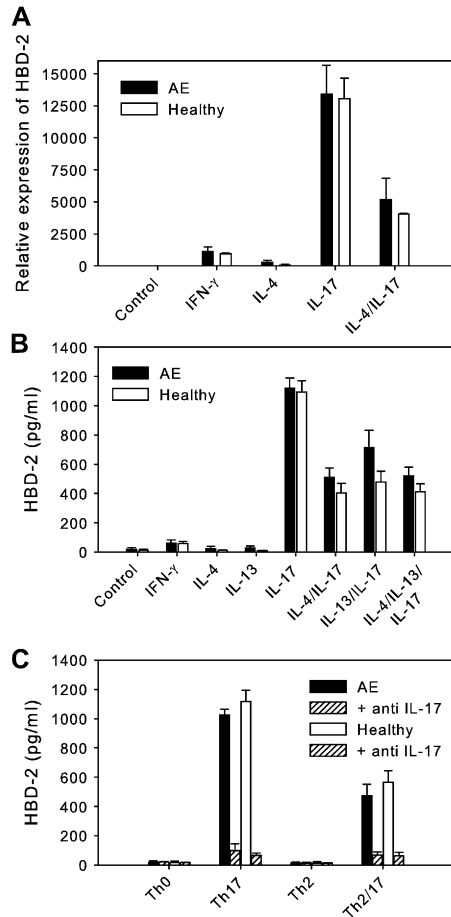 A
Relative expression of HBD-2
15000
12500
10000
7500
5000
2500
0
AE
Healthy
Control
IFN-γ
IL-4
IL-17
IL-4/IL-17
B
HBD-2 (pg/ml)
1400
1200
1000
800
600
400
200
0
AE
Healthy
Control
IFN-γ
IL-4
IL-13
IL-17
IL-4/IL-17
IL-13/IL-17
IL-4/IL-13/
IL-17
C
HBD-2 (pg/ml)
1400
1200
1000
800
600
400
200
0
AE
+ anti IL-17
Healthy
+ anti IL-17
Th0
Th17
Th2
Th2/17